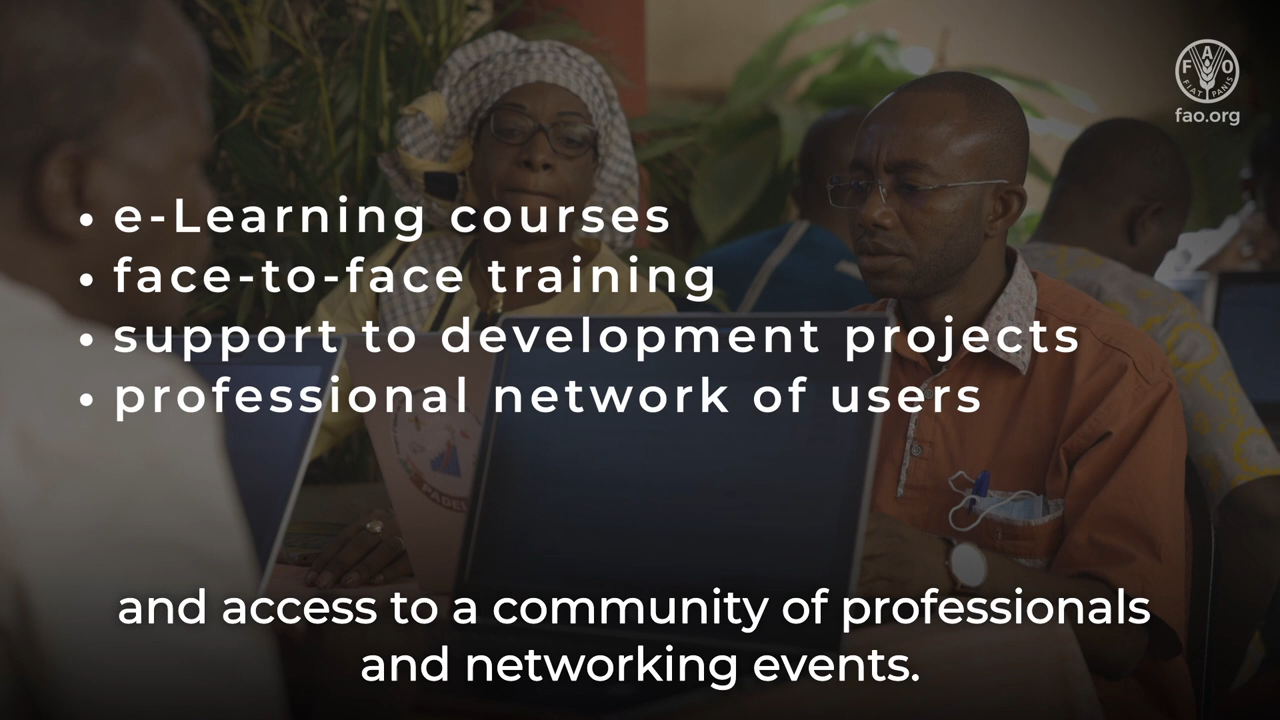 FAO
FIAT PANIS
fao.org
• e-Learning courses
• face-to-face training
• support to development projects
• professional network of users
and access to a community of professionals
and networking events.